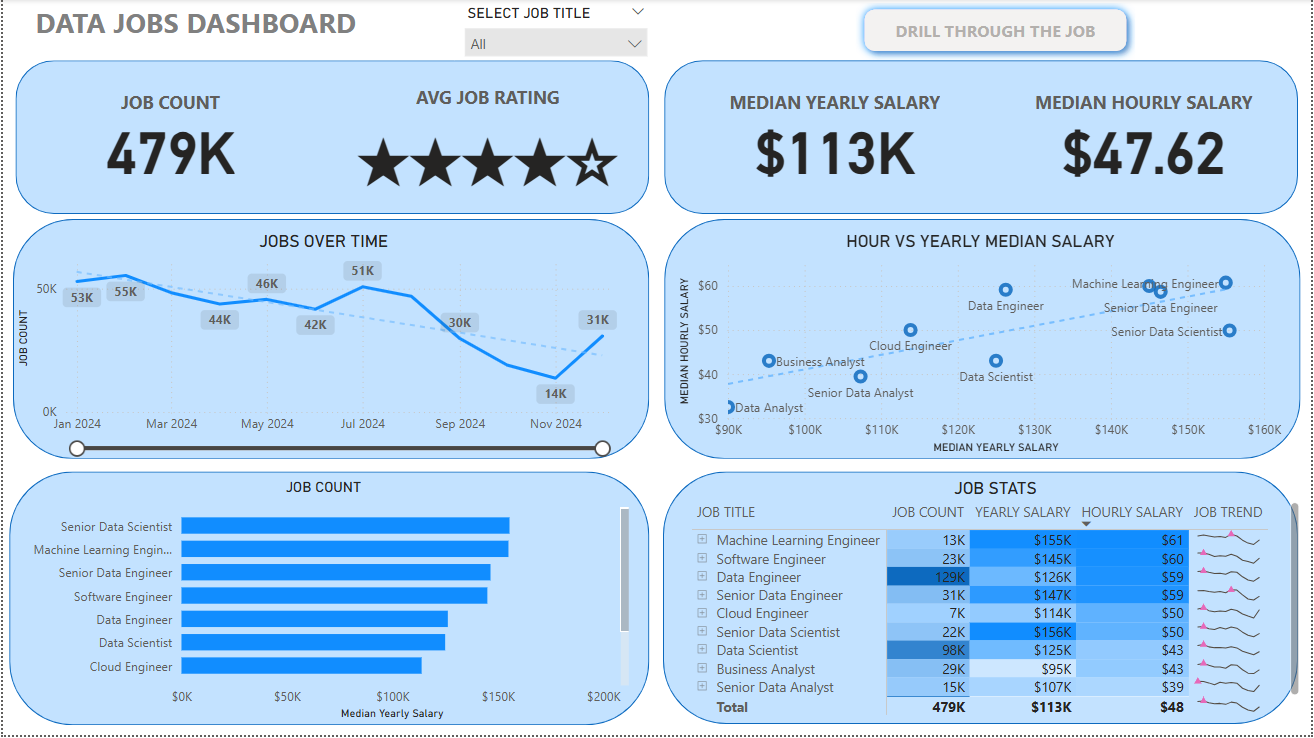 DATA JOBS DASHBOARD
SELECT JOB TITLE
All
DRILL THROUGH THE JOB
JOB COUNT
479K
AVG JOB RATING
MEDIAN YEARLY SALARY
$113K
MEDIAN HOURLY SALARY
$47.62
JOBS OVER TIME
JOB COUNT
50K
0K
53K
55K
44K
46K
42K
51K
30K
14K
31K
Jan 2024 Mar 2024 May 2024 Jul 2024 Sep 2024 Nov 2024
HOUR VS YEARLY MEDIAN SALARY
MEDIAN HOURLY SALARY
$60
$50
$40
$30
Machine Learning Engineer
Data Engineer
Senior Data Engineer
Senior Data Scientist
Cloud Engineer
Business Analyst
Data Scientist
Senior Data Analyst
Data Analyst
$90K $100K $110K $120K $130K $140K $150K $160K
MEDIAN YEARLY SALARY
JOB COUNT
Senior Data Scientist
Machine Learning Engin...
Senior Data Engineer
Software Engineer
Data Engineer
Data Scientist
Cloud Engineer
$0K $50K $100K $150K $200K
Median Yearly Salary
JOB STATS
JOB TITLE JOB COUNT YEARLY SALARY HOURLY SALARY JOB TREND
Machine Learning Engineer 13K $155K $61
Software Engineer 23K $145K $60
Data Engineer 129K $126K $59
Senior Data Engineer 31K $147K $59
Cloud Engineer 7K $114K $50
Senior Data Scientist 22K $156K $50
Data Scientist 98K $125K $43
Business Analyst 29K $95K $43
Senior Data Analyst 15K $107K $39
Total 479K $113K $48